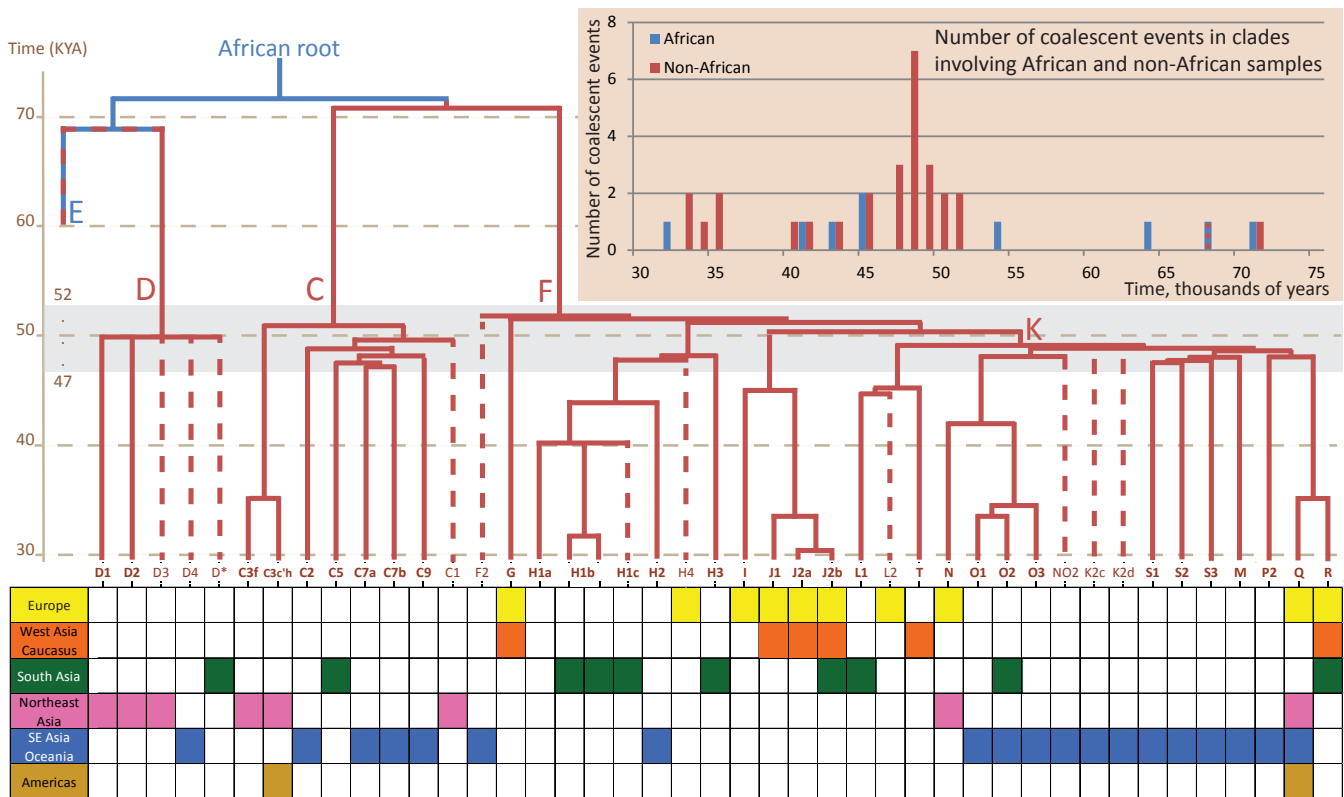 Time (KYA)
African root
70
60
52
.
50
.
47
40
30
E
D
C
F
K
8
6
4
2
0
Number of coalescent events
African
Non-African
Number of coalescent events in clades
involving African and non-African samples
30 35 40 45 50 55 60 65 70 75
Time, thousands of years
D1 D2 D3 D4 D* C3f C3c'h C2 C5 C7a C7b C9 C1 F2 G H1a H1b H1c H2 H4 H3 I J1 J2a J2b L1 L2 T N O1 O2 O3 NO2 K2c K2d S1 S2 S3 M P2 Q R
Europe
West Asia
Caucasus
South Asia
Northeast
Asia
SE Asia
Oceania
Americas